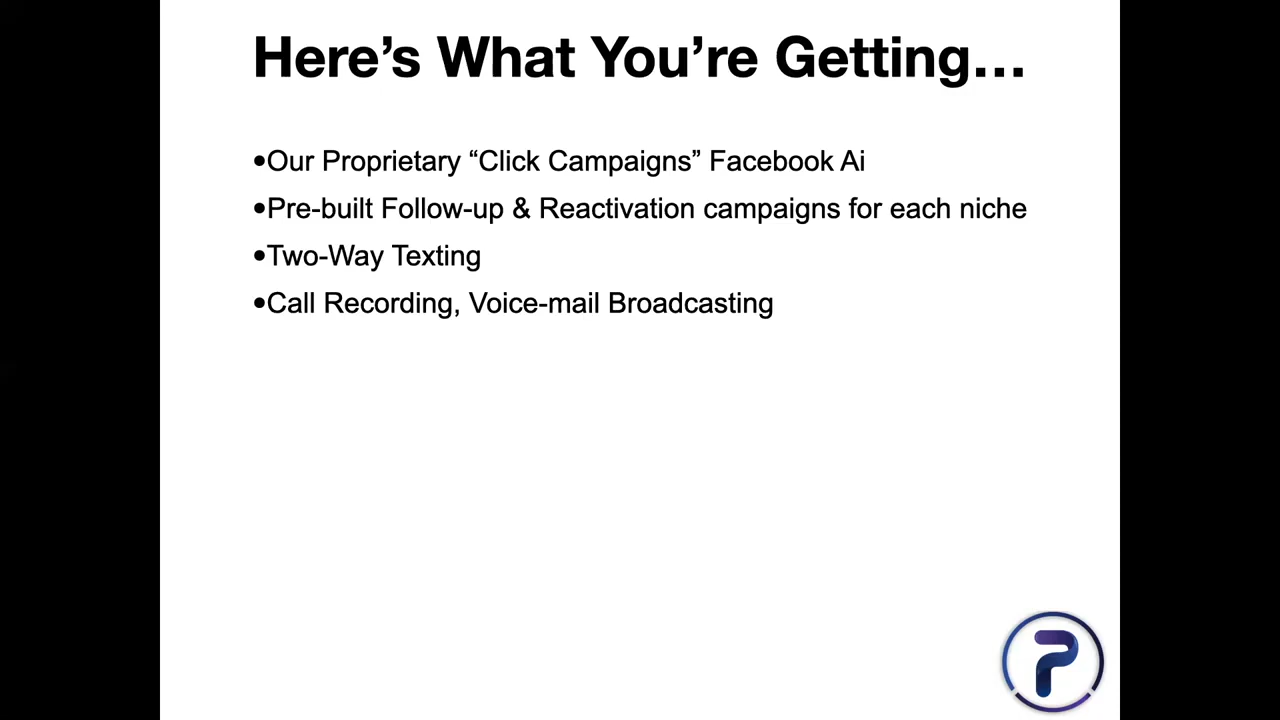 Here’s What You’re Getting…
•Our Proprietary “Click Campaigns” Facebook Ai
•Pre-built Follow-up & Reactivation campaigns for each niche
•Two-Way Texting
•Call Recording, Voice-mail Broadcasting
P